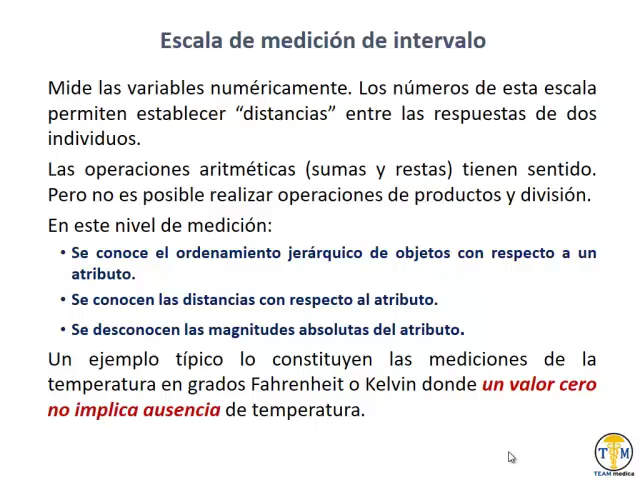 Escala de medición de intervalo
Mide las variables numéricamente. Los números de esta escala
permiten establecer “distancias” entre las respuestas de dos
individuos.
Las operaciones aritméticas (sumas y restas) tienen sentido.
Pero no es posible realizar operaciones de productos y división.
En este nivel de medición:
• Se conoce el ordenamiento jerárquico de objetos con respecto a un
atributo.
• Se conocen las distancias con respecto al atributo.
• Se desconocen las magnitudes absolutas del atributo.
Un ejemplo típico lo constituyen las mediciones de la
temperatura en grados Fahrenheit o Kelvin donde un valor cero
no implica ausencia de temperatura.
T M
TEAM medica